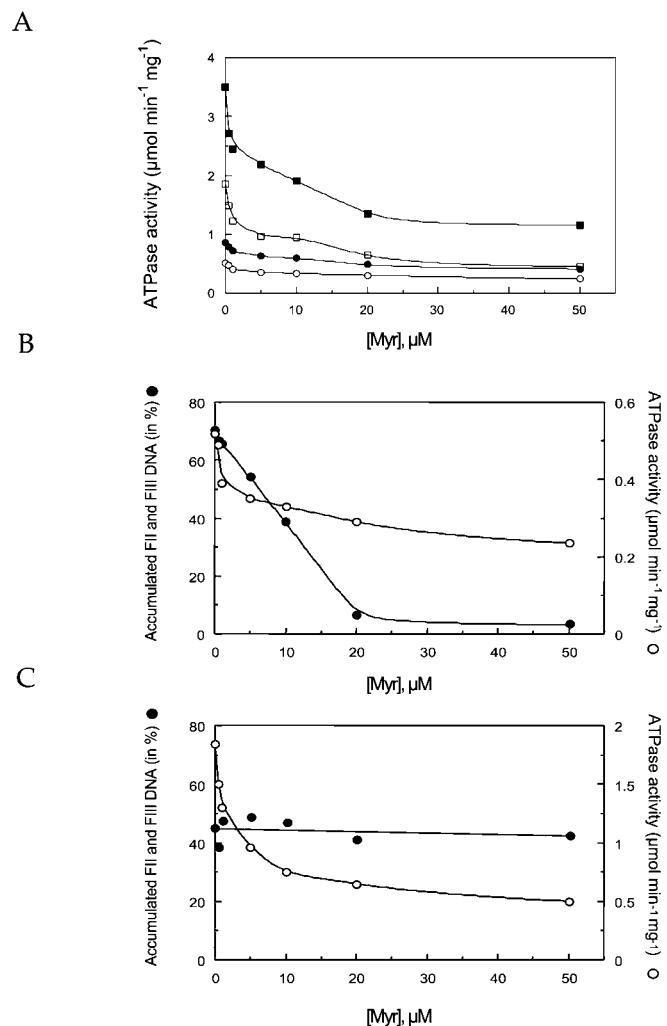 A
ATPase activity (µmol min⁻¹ mg⁻¹)
4
3
2
1
0
0 10 20 30 40 50
[Myr], µM
B
Accumulated FII and FIII DNA (in %) ●
80
60
40
20
0
0.6
0.4
0.2
0
ATPase activity (µmol min⁻¹mg⁻¹) O
0 10 20 30 40 50
[Myr], µM
C
Accumulated FII and FIII DNA (in %) ●
80
60
40
20
0
2
1.5
1
0.5
0
ATPase activity (µmol min-1mg-1) O
0 10 20 30 40 50
[Myr], µM